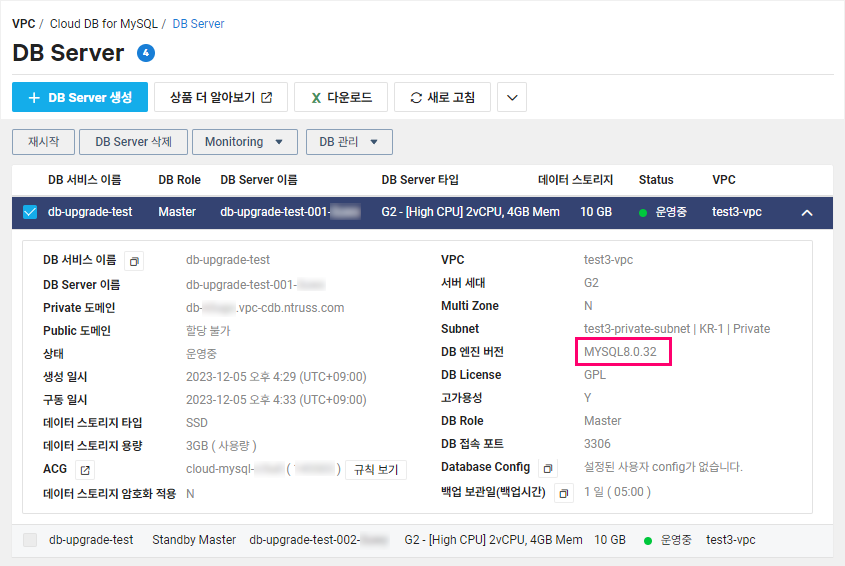 VPC / Cloud DB for MySQL / DB Server
DB Server 4
+ DB Server 생성 상품 더 알아보기 X 다운로드 새로 고침
재시작 DB Server 삭제 Monitoring DB 관리
DB 서비스 이름 DB Role DB Server 이름 DB Server 타입 데이터 스토리지 Status VPC
db-upgrade-test Master db-upgrade-test-001- G2 - [High CPU] 2vCPU, 4GB Mem 10 GB 운영중 test3-vpc
DB 서비스 이름 db-upgrade-test
DB Server 이름 db-upgrade-test-001-
Private 도메인 db- .vpc-cdb.ntruss.com
Public 도메인 할당 불가
상태 운영중
생성 일시 2023-12-05 오후 4:29 (UTC+09:00)
구동 일시 2023-12-05 오후 4:33 (UTC+09:00)
데이터 스토리지 타입 SSD
데이터 스토리지 용량 3GB ( 사용량 )
ACG cloud-mysql- ( ) 규칙 보기
데이터 스토리지 암호화 적용 N
VPC test3-vpc
서버 세대 G2
Multi Zone N
Subnet test3-private-subnet | KR-1 | Private
DB 엔진 버전 MYSQL8.0.32
DB License GPL
고가용성 Y
DB Role Master
DB 접속 포트 3306
Database Config 설정된 사용자 config가 없습니다.
백업 보관일(백업시간) 1 일 ( 05:00 )
db-upgrade-test Standby Master db-upgrade-test-002- G2 - [High CPU] 2vCPU, 4GB Mem 10 GB 운영중 test3-vpc